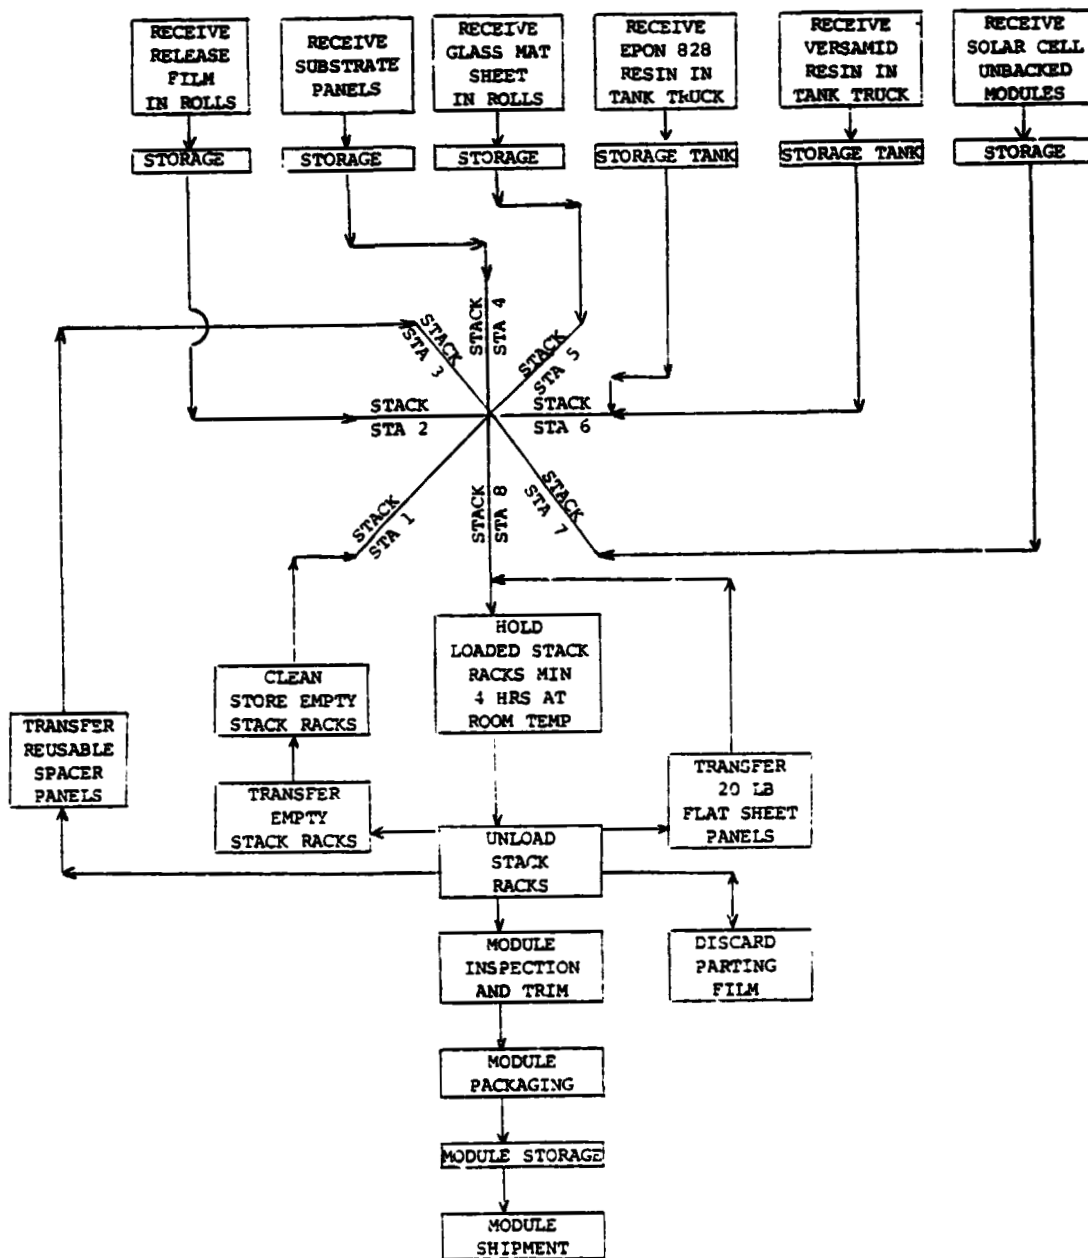 RECEIVE
RELEASE
FILM
IN ROLLS
RECEIVE
SUBSTRATE
PANELS
RECEIVE
GLASS MAT
SHEET
IN ROLLS
RECEIVE
EPON 828
RESIN IN
TANK TRUCK
RECEIVE
VERSAMID
RESIN IN
TANK TRUCK
RECEIVE
SOLAR CELL
UNBACKED
MODULES
STORAGE
STORAGE
STORAGE
STORAGE TANK
STORAGE TANK
STORAGE
STACK
STA 3
STACK
STA 4
STACK
STA 5
STACK
STA 2
STACK
STA 6
STACK
STA 1
STACK
STA 8
STACK
STA 7
HOLD
LOADED STACK
RACKS MIN
4 HRS AT
ROOM TEMP
CLEAN
STORE EMPTY
STACK RACKS
TRANSFER
REUSABLE
SPACER
PANELS
TRANSFER
EMPTY
STACK RACKS
TRANSFER
20 LB
FLAT SHEET
PANELS
UNLOAD
STACK
RACKS
MODULE
INSPECTION
AND TRIM
DISCARD
PARTING
FILM
MODULE
PACKAGING
MODULE STORAGE
MODULE
SHIPMENT